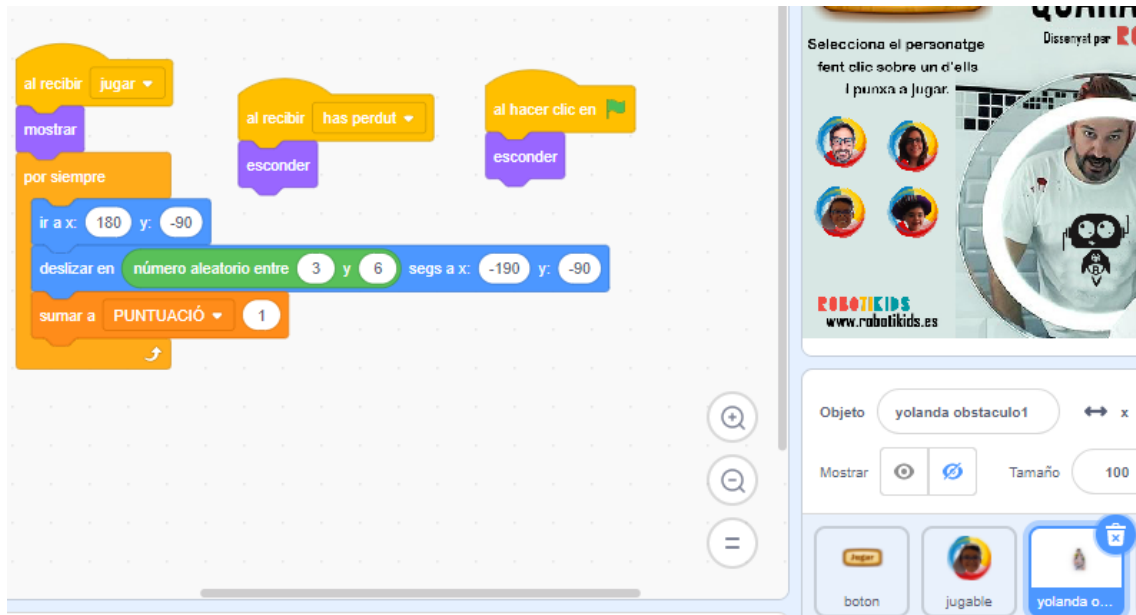 al recibir jugar
mostrar
por siempre
ir a x: 180 y: -90
deslizar en número aleatorio entre 3 y 6 segs a x: -190 y: -90
sumar a PUNTUACIÓ 1
al recibir has perdut
esconder
al hacer clic en
esconder
Dissenyat per
Selecciona el personatge
fent clic sobre un d'ells
i punxa a jugar.
ROBOTIKIDS
www.robotikids.es
Objeto yolanda obstaculo1 x
Mostrar Tamaño 100
Jugar
boton
jugable
yolanda o...